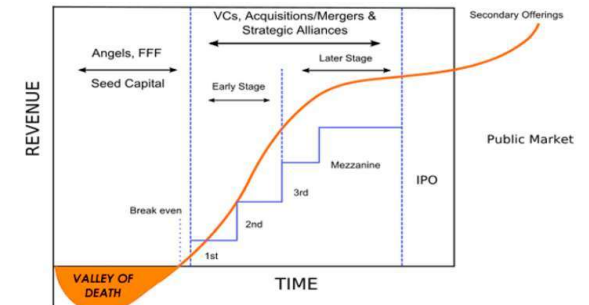 VCs, Acquisitions/Mergers &
Strategic Alliances
Secondary Offerings
Angels, FFF
Seed Capital
Later Stage
Early Stage
REVENUE
Public Market
Mezzanine
IPO
3rd
Break even
2nd
1st
VALLEY OF
DEATH
TIME